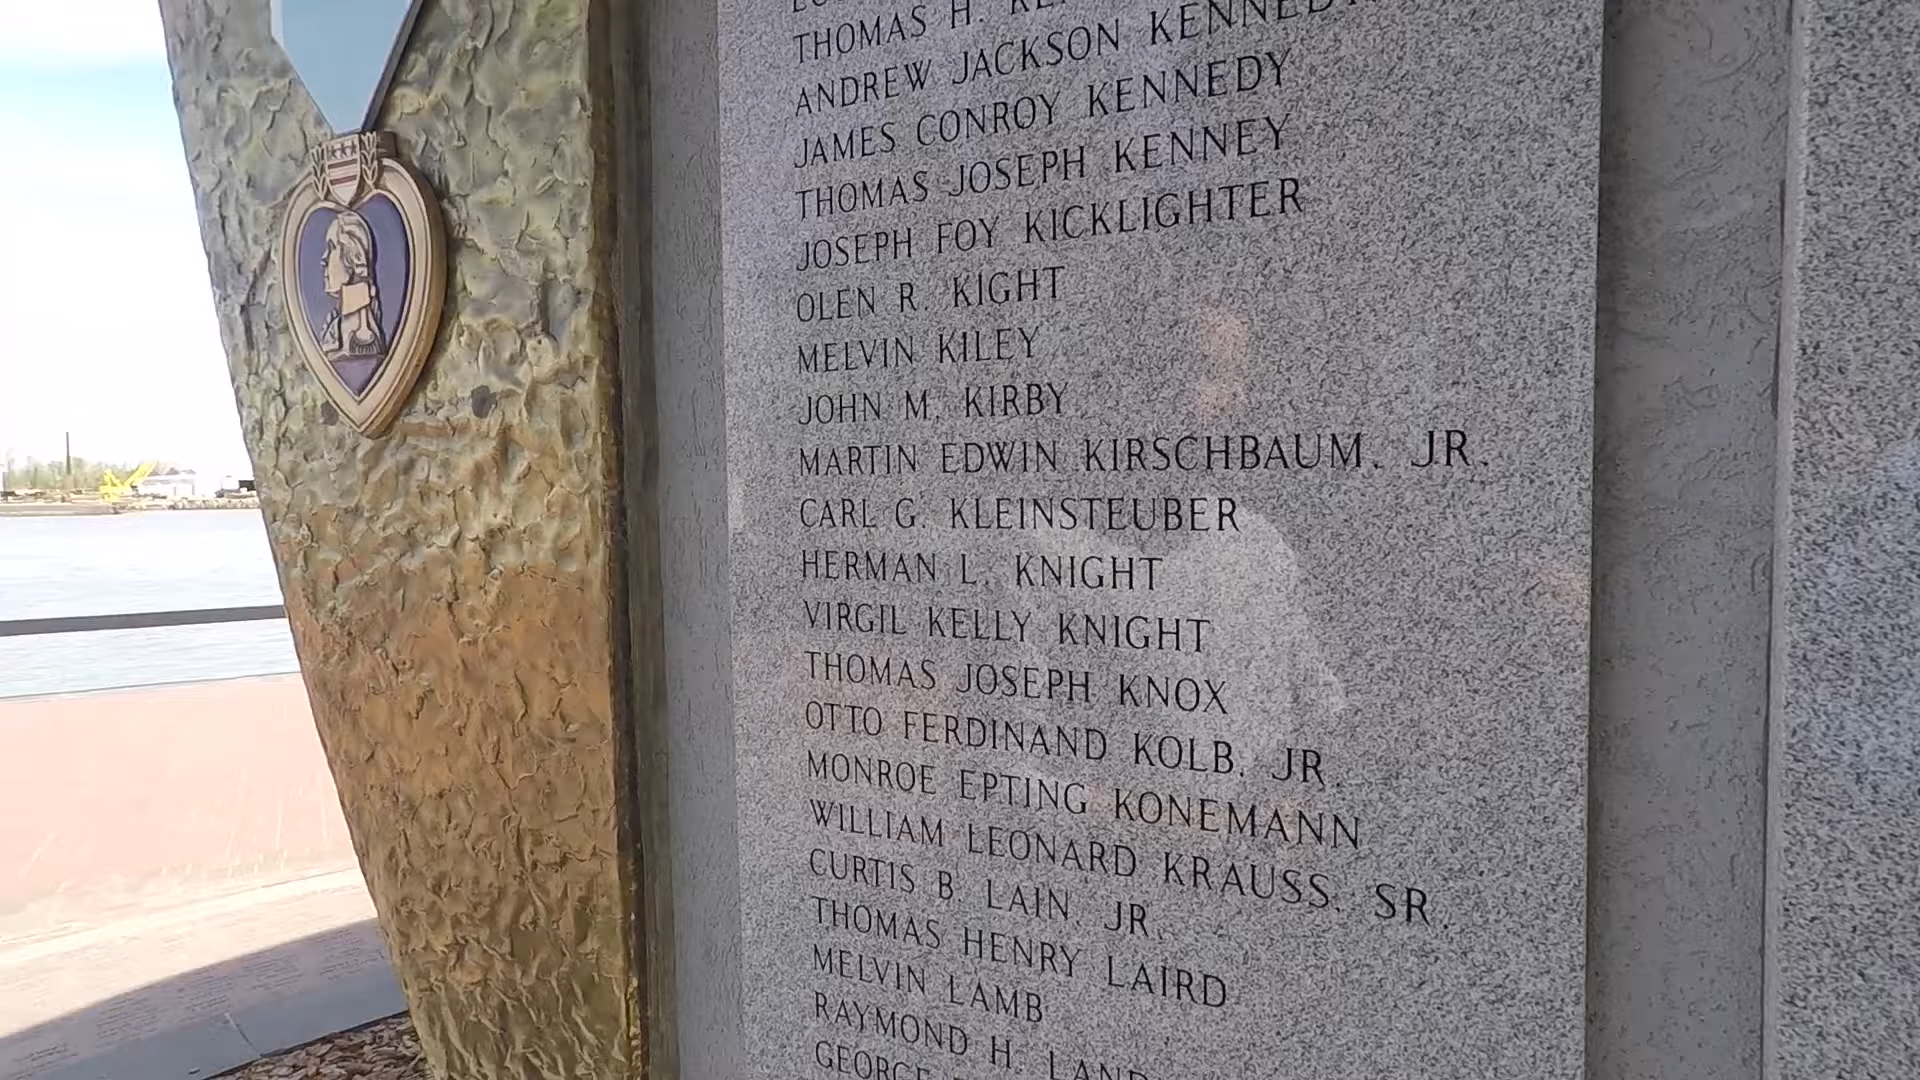 THOMAS H.
ANDREW JACKSON KENNEDY
JAMES CONROY KENNEDY
THOMAS JOSEPH KENNEY
JOSEPH FOY KICKLIGHTER
OLEN R. KIGHT
MELVIN KILEY
JOHN M. KIRBY
MARTIN EDWIN KIRSCHBAUM, JR.
CARL G. KLEINSTEUBER
HERMAN L. KNIGHT
VIRGIL KELLY KNIGHT
THOMAS JOSEPH KNOX
OTTO FERDINAND KOLB, JR.
MONROE EPTING KONEMANN
WILLIAM LEONARD KRAUSS, SR.
CURTIS B. LAIN, JR.
THOMAS HENRY LAIRD
MELVIN LAMB
RAYMOND H.
GEORGE